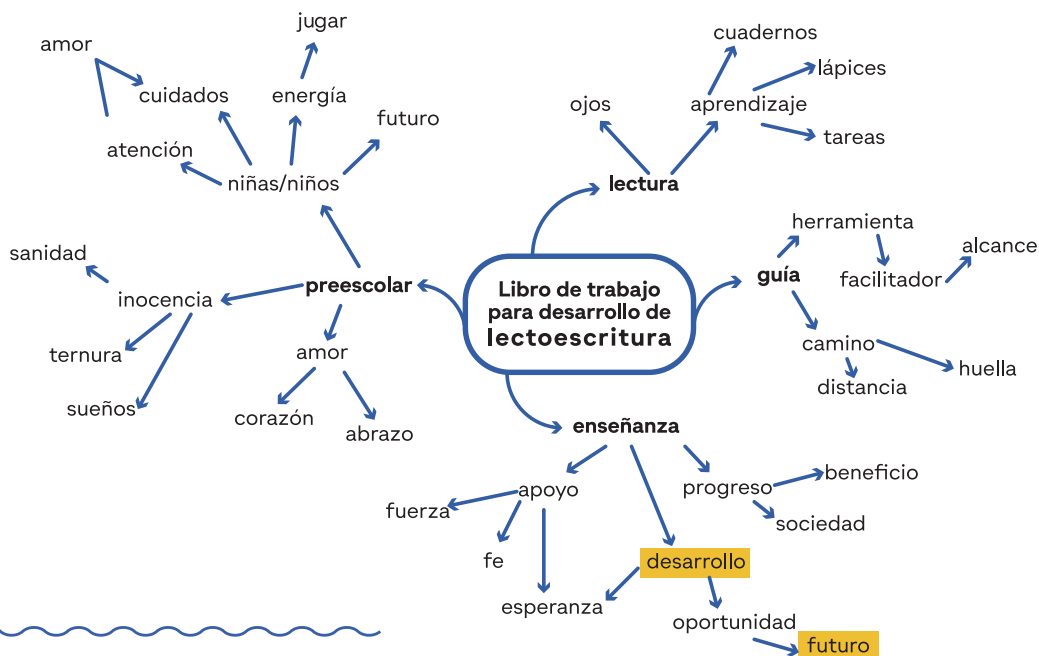 jugar
amor
cuidados
energía
futuro
atención
niñas/niños
cuadernos
lápices
ojos
aprendizaje
tareas
lectura
sanidad
preescolar
inocencia
ternura
amor
sueños
corazón
abrazo
Libro de trabajo
para desarrollo de
lectoescritura
herramienta
alcance
guía
facilitador
camino
huella
distancia
enseñanza
apoyo
progreso
beneficio
fuerza
sociedad
fe
desarrollo
esperanza
oportunidad
futuro